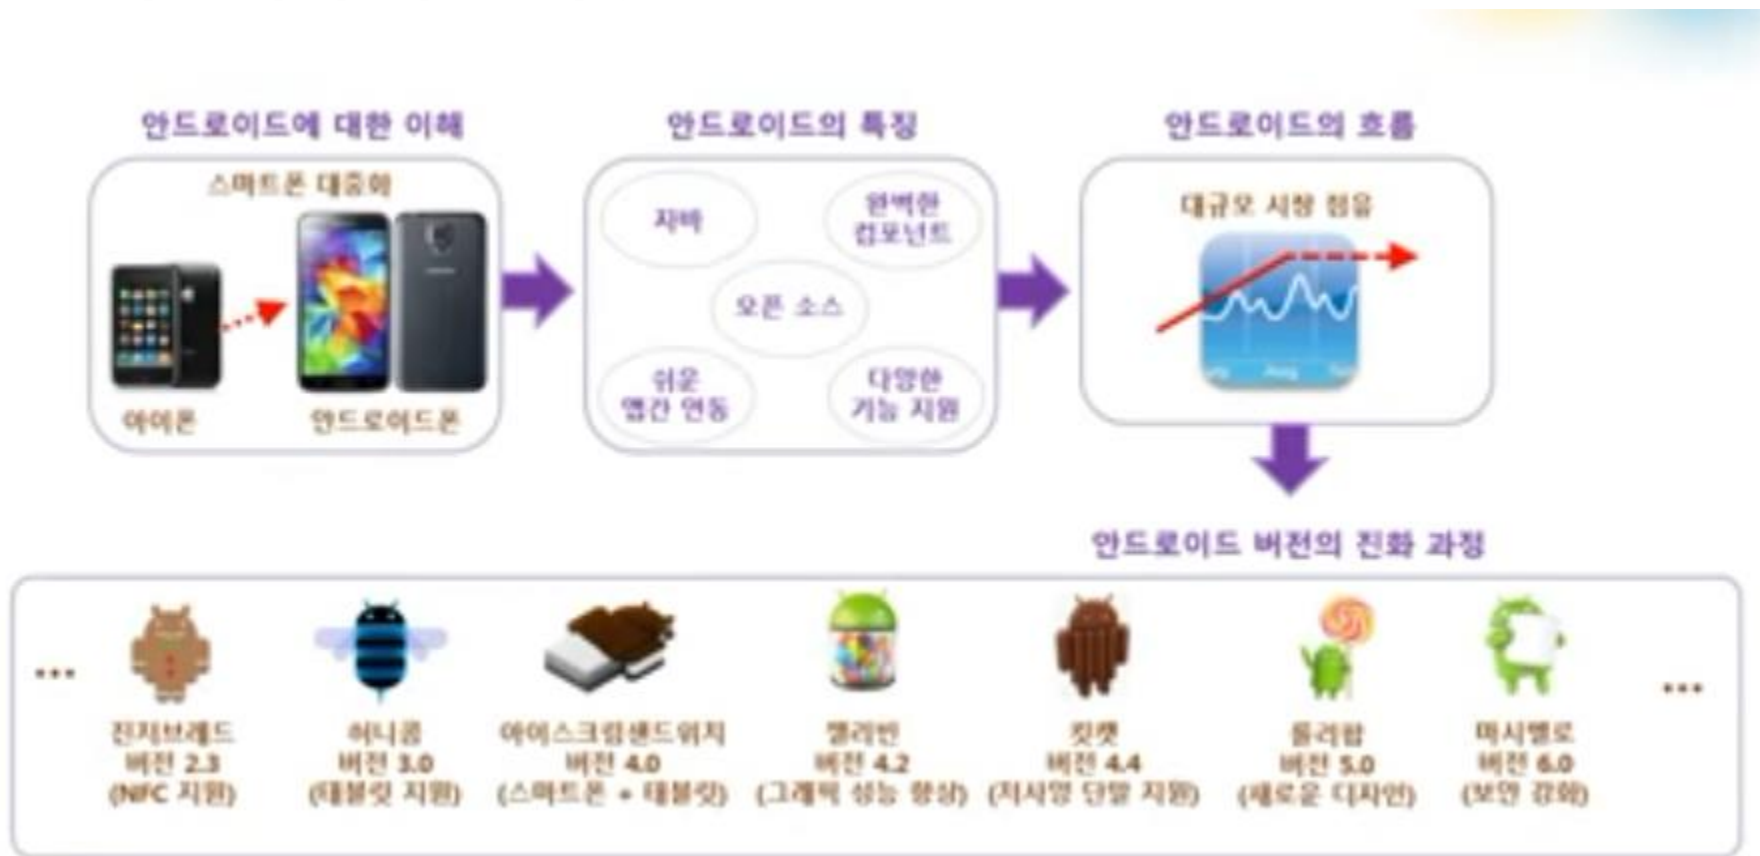 안드로이드에 대한 이해
스마트폰 대중화
아이폰
안드로이드폰
안드로이드의 특징
자바
완벽한
컴포넌트
오픈 소스
쉬운
앱간 연동
다양한
기능 지원
안드로이드의 흐름
대규모 시장 점유
안드로이드 버전의 진화 과정
...
진저브레드
버전 2.3
(NFC 지원)
허니콤
버전 3.0
(태블릿 지원)
아이스크림샌드위치
버전 4.0
(스마트폰 + 태블릿)
젤리빈
버전 4.2
(그래픽 성능 향상)
킷캣
버전 4.4
(저사양 단말 지원)
롤리팝
버전 5.0
(새로운 디자인)
마시멜로
버전 6.0
(보안 강화)
...